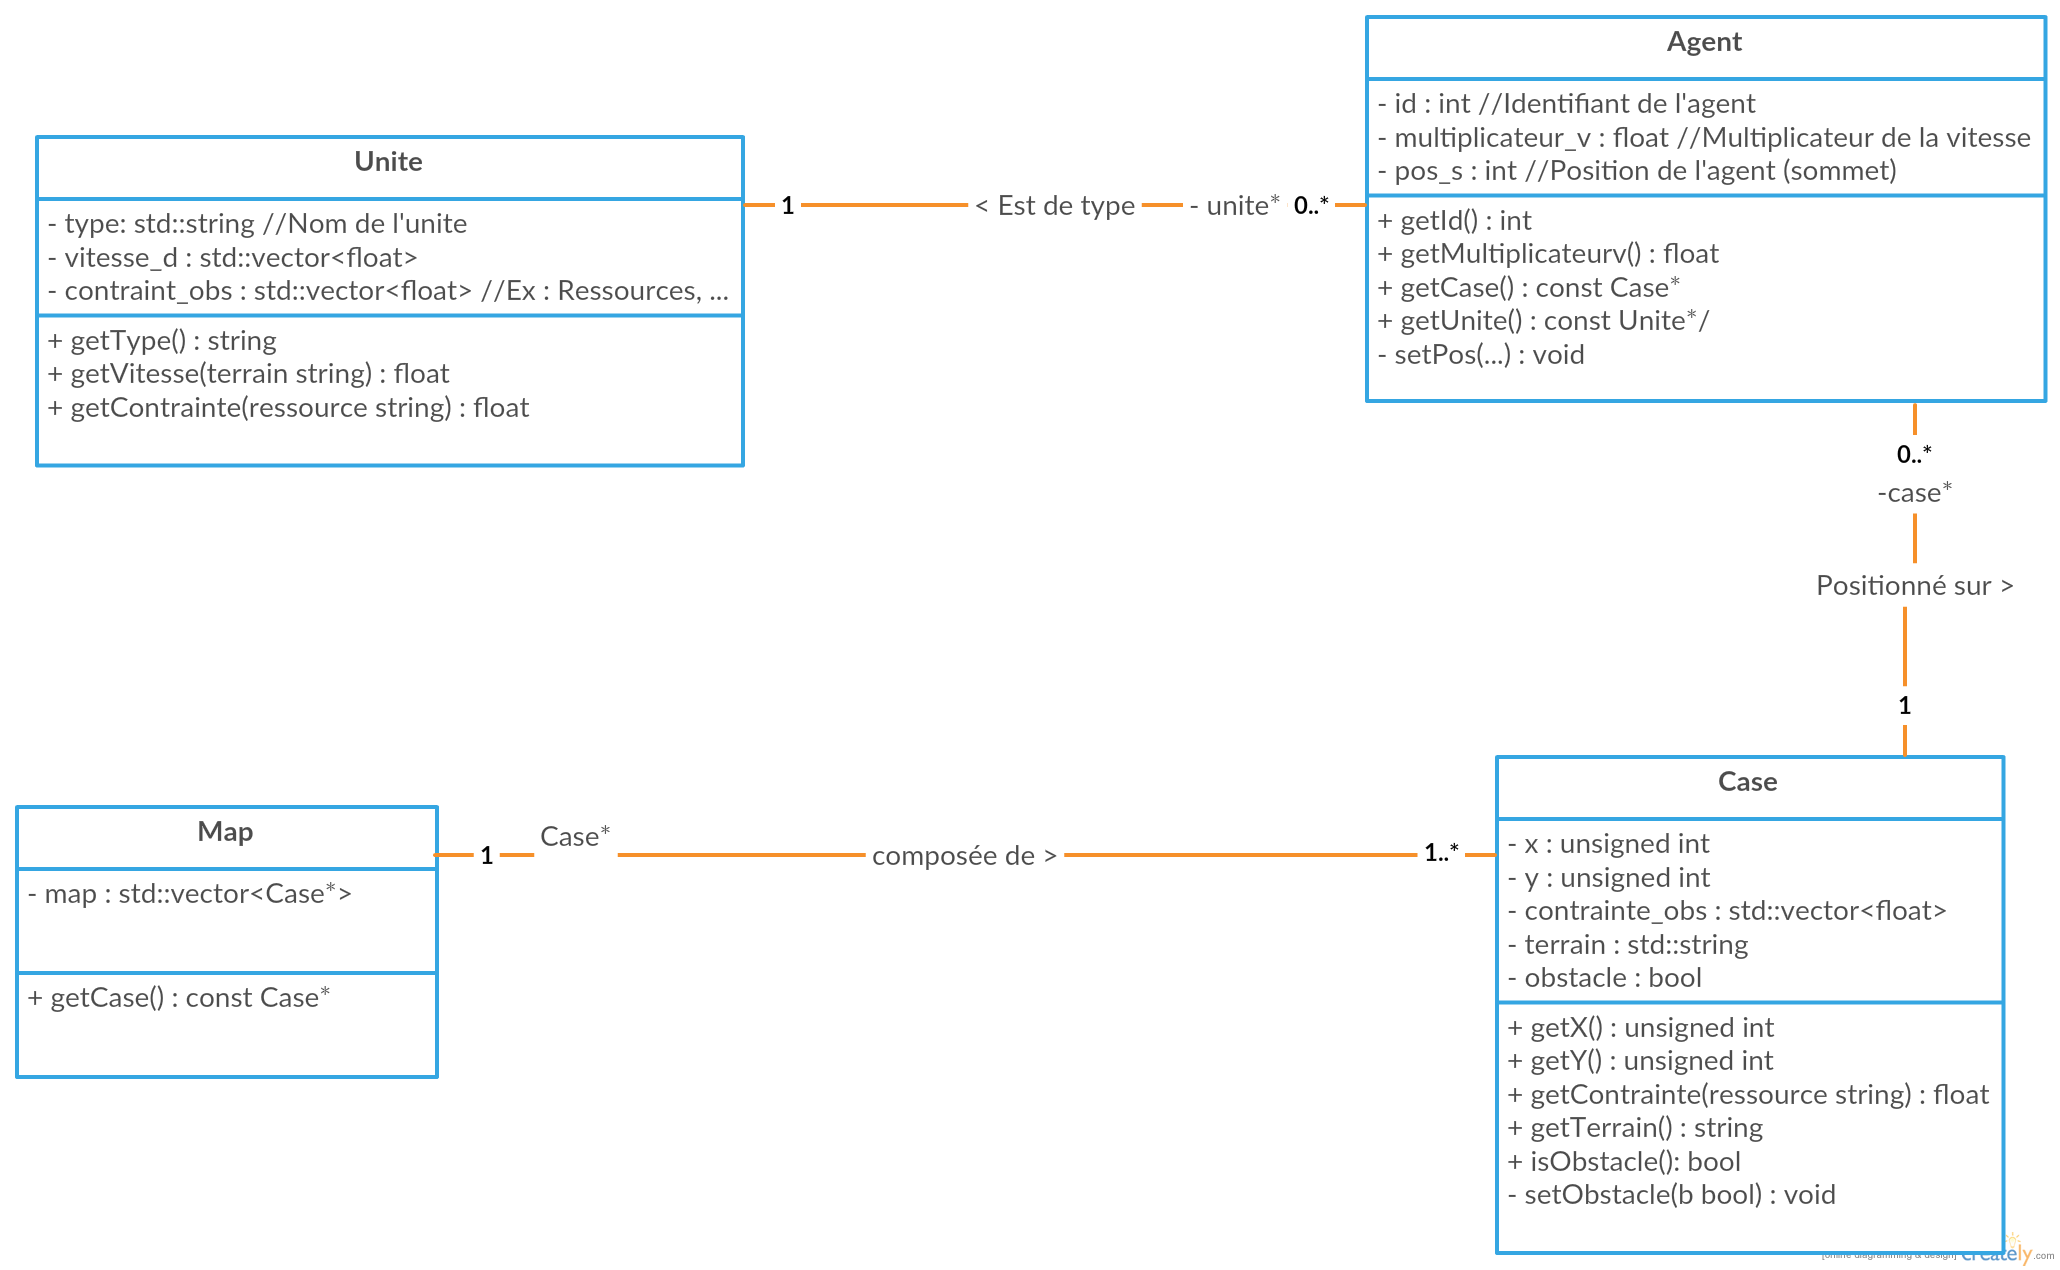 Unite
- type: std::string //Nom de l'unite
- vitesse_d : std::vector<float>
- contraint_obs : std::vector<float> //Ex : Ressources, ...
+ getType() : string
+ getVitesse(terrain string) : float
+ getContrainte(ressource string) : float
1 < Est de type - unite* 0..*
Agent
- id : int //Identifiant de l'agent
- multiplicateur_v : float //Multiplicateur de la vitesse
- pos_s : int //Position de l'agent (sommet)
+ getId() : int
+ getMultiplicateurv() : float
+ getCase() : const Case*
+ getUnite() : const Unite*/
- setPos(...) : void
0..*
-case*
Positionné sur >
1
Map
- map : std::vector<Case*>
+ getCase() : const Case*
1 Case* composée de > 1..*
Case
- x : unsigned int
- y : unsigned int
- contrainte_obs : std::vector<float>
- terrain : std::string
- obstacle : bool
+ getX() : unsigned int
+ getY() : unsigned int
+ getContrainte(ressource string) : float
+ getTerrain() : string
+ isObstacle(): bool
- setObstacle(b bool) : void
[online diagramming & design] creately.com